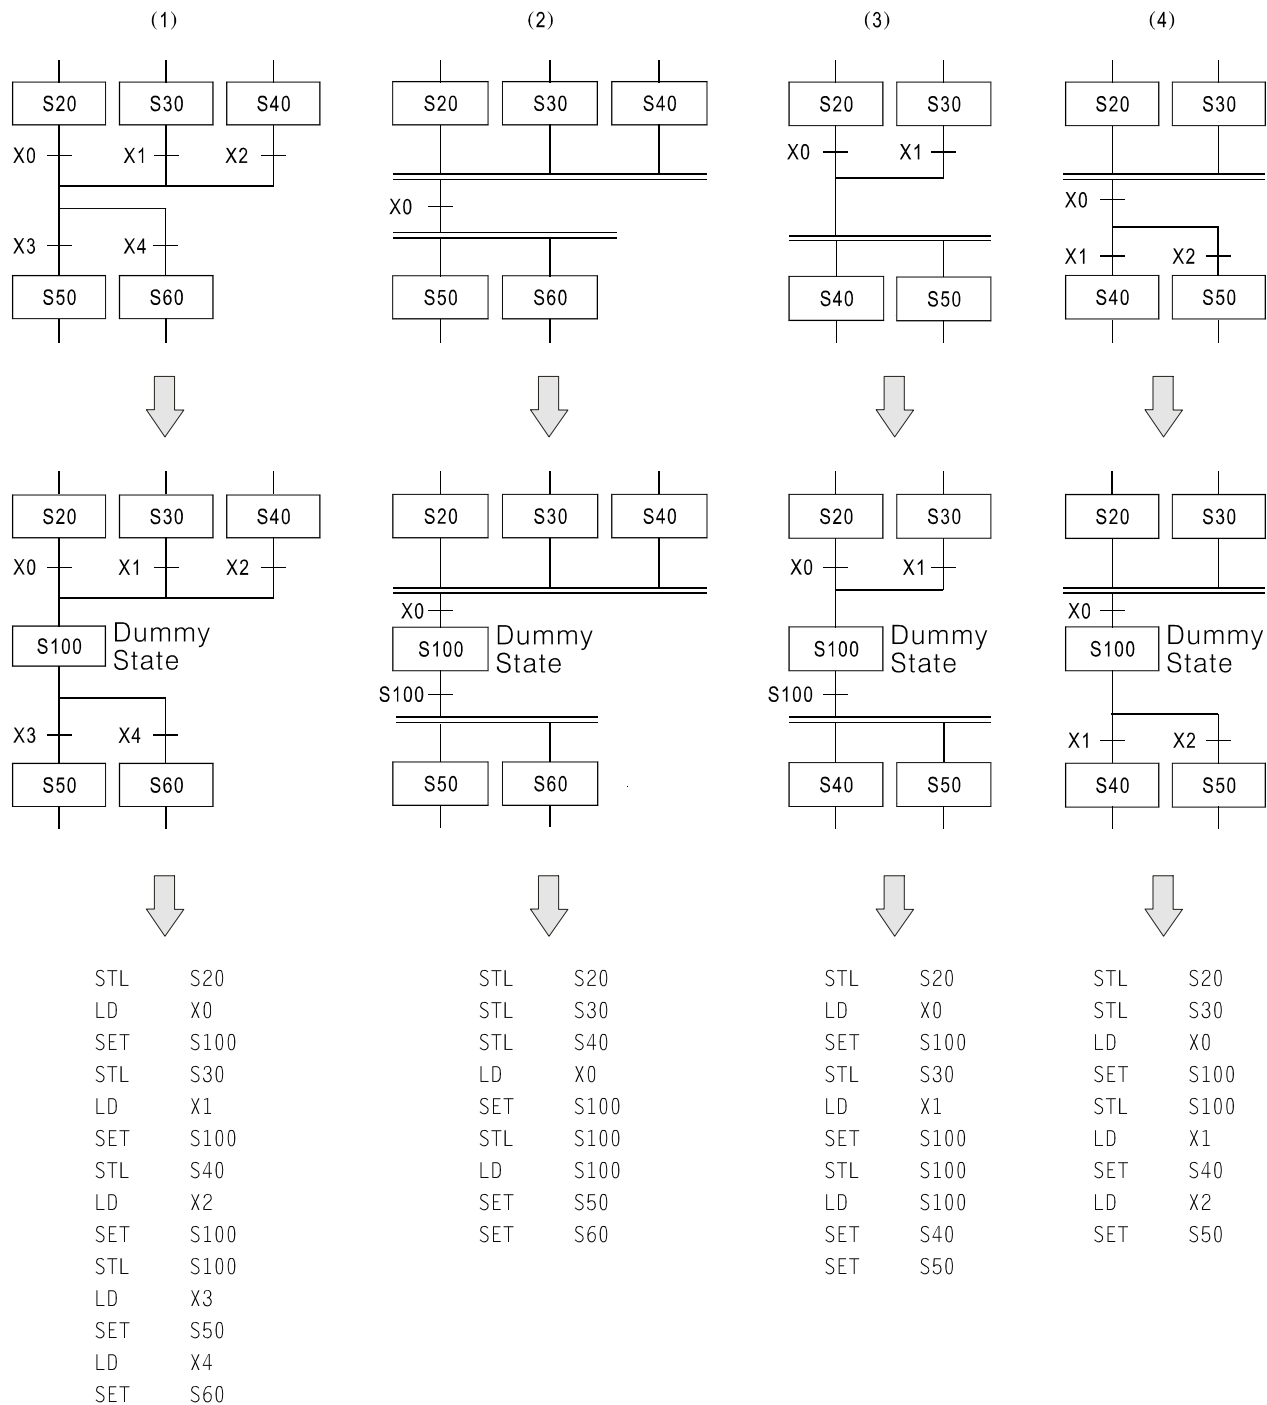 (1) (2) (3) (4)
S20 S30 S40 S20 S30 S40 S20 S30 S20 S30
X0 X1 X2 X0 X1
X0 X0
X3 X4 X1 X2
S50 S60 S50 S60 S40 S50 S40 S50
S20 S30 S40 S20 S30 S40 S20 S30 S20 S30
X0 X1 X2 X0 X1
X0 X0
S100 Dummy State S100 Dummy State S100 Dummy State S100 Dummy State
S100 S100
X3 X4 X1 X2
S50 S60 S50 S60 S40 S50 S40 S50
STL S20
LD X0
SET S100
STL S30
LD X1
SET S100
STL S40
LD X2
SET S100
STL S100
LD X3
SET S50
LD X4
SET S60
STL S20
STL S30
STL S40
LD X0
SET S100
STL S100
LD S100
SET S50
SET S60
STL S20
LD X0
SET S100
STL S30
LD X1
SET S100
STL S100
LD S100
SET S40
SET S50
STL S20
STL S30
LD X0
SET S100
STL S100
LD X1
SET S40
LD X2
SET S50